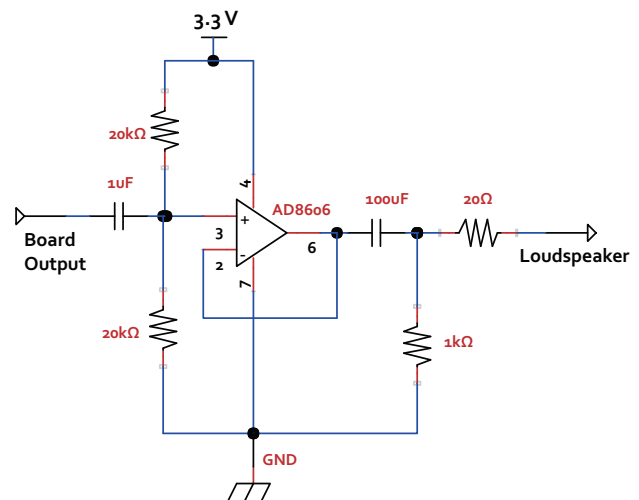 3.3 V
20kΩ
1uF
4
AD8606
100uF
20Ω
+
3
6
-
2
Board
Output
Loudspeaker
7
20kΩ
1kΩ
GND